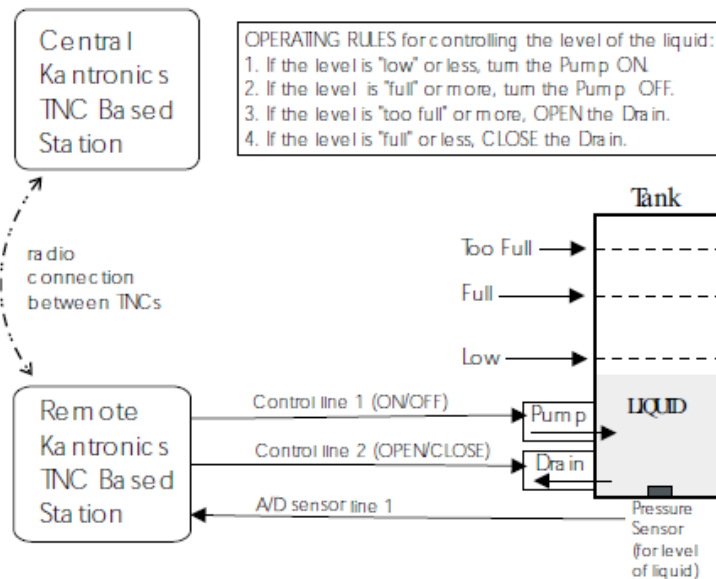 Central
Kantronics
TNC Based
Station
OPERATING RULES for controlling the level of the liquid:
1. If the level is "low" or less, turn the Pump ON.
2. If the level is "full" or more, turn the Pump OFF.
3. If the level is "too full" or more, OPEN the Drain.
4. If the level is "full" or less, CLOSE the Drain.
Tank
radio
connection
between TNCs
Too Full
Full
Low
Remote
Kantronics
TNC Based
Station
Control line 1 (ON/OFF)
Pump
LIQUID
Control line 2 (OPEN/CLOSE)
Drain
A/D sensor line 1
Pressure
Sensor
(for level
of liquid)